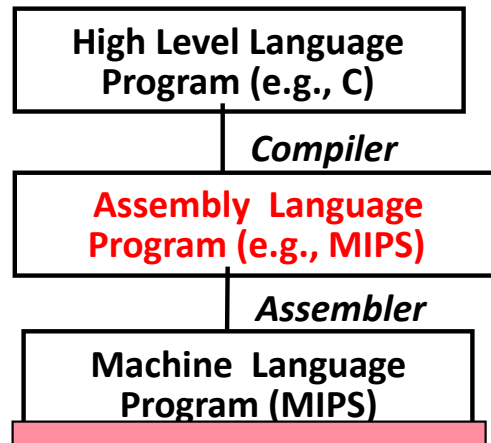 High Level Language
Program (e.g., C)
Compiler
Assembly Language
Program (e.g., MIPS)
Assembler
Machine Language
Program (MIPS)